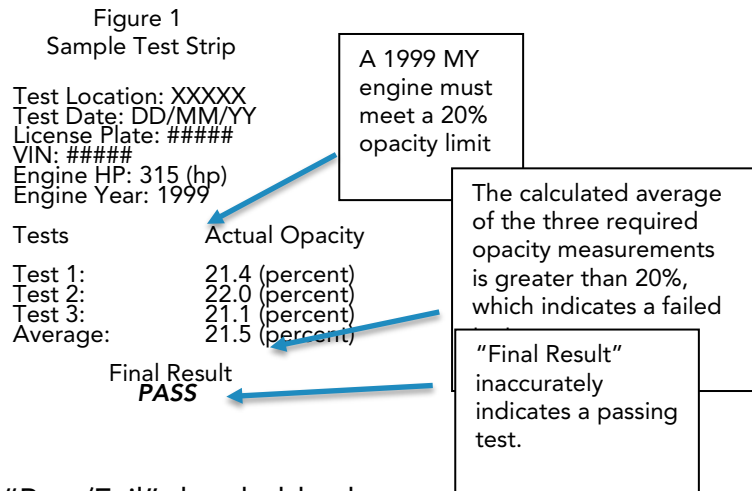 Figure 1
Sample Test Strip
Test Location: XXXXX
Test Date: DD/MM/YY
License Plate: #####
VIN: #####
Engine HP: 315 (hp)
Engine Year: 1999
Tests Actual Opacity
Test 1: 21.4 (percent)
Test 2: 22.0 (percent)
Test 3: 21.1 (percent)
Average: 21.5 (percent)
Final Result
PASS
A 1999 MY
engine must
meet a 20%
opacity limit
The calculated average
of the three required
opacity measurements
is greater than 20%,
which indicates a failed
"Final Result"
inaccurately
indicates a passing
test.